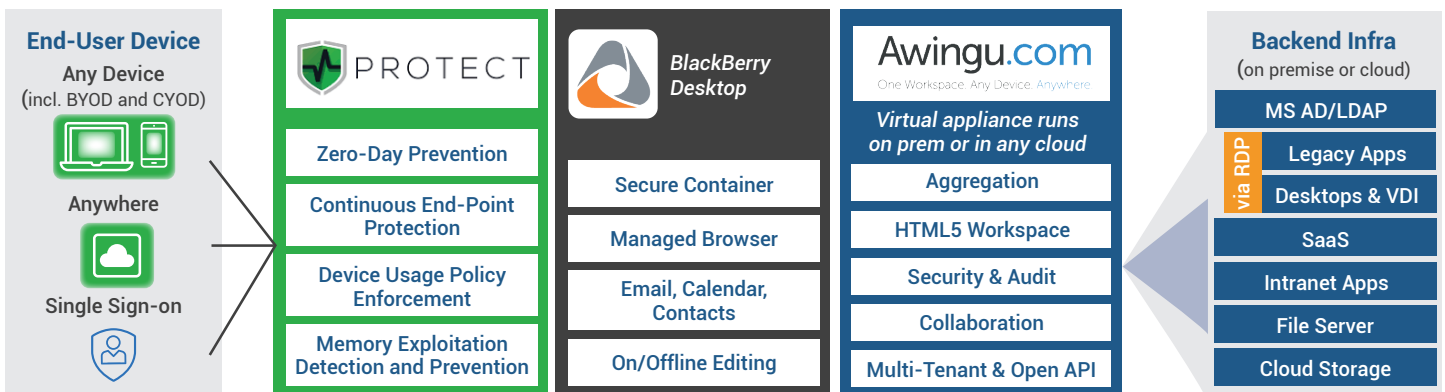 End-User Device
Any Device
(incl. BYOD and CYOD)
Anywhere
Single Sign-on
PROTECT
Zero-Day Prevention
Continuous End-Point
Protection
Device Usage Policy
Enforcement
Memory Exploitation
Detection and Prevention
BlackBerry
Desktop
Secure Container
Managed Browser
Email, Calendar,
Contacts
On/Offline Editing
Awingu.com
One Workspace. Any Device. Anywhere.
Virtual appliance runs
on prem or in any cloud
Aggregation
HTML5 Workspace
Security & Audit
Collaboration
Multi-Tenant & Open API
Backend Infra
(on premise or cloud)
MS AD/LDAP
via RDP
Legacy Apps
Desktops & VDI
SaaS
Intranet Apps
File Server
Cloud Storage